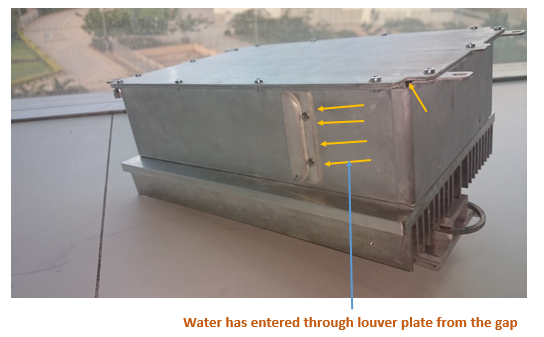 Water has entered through louver plate from the gap